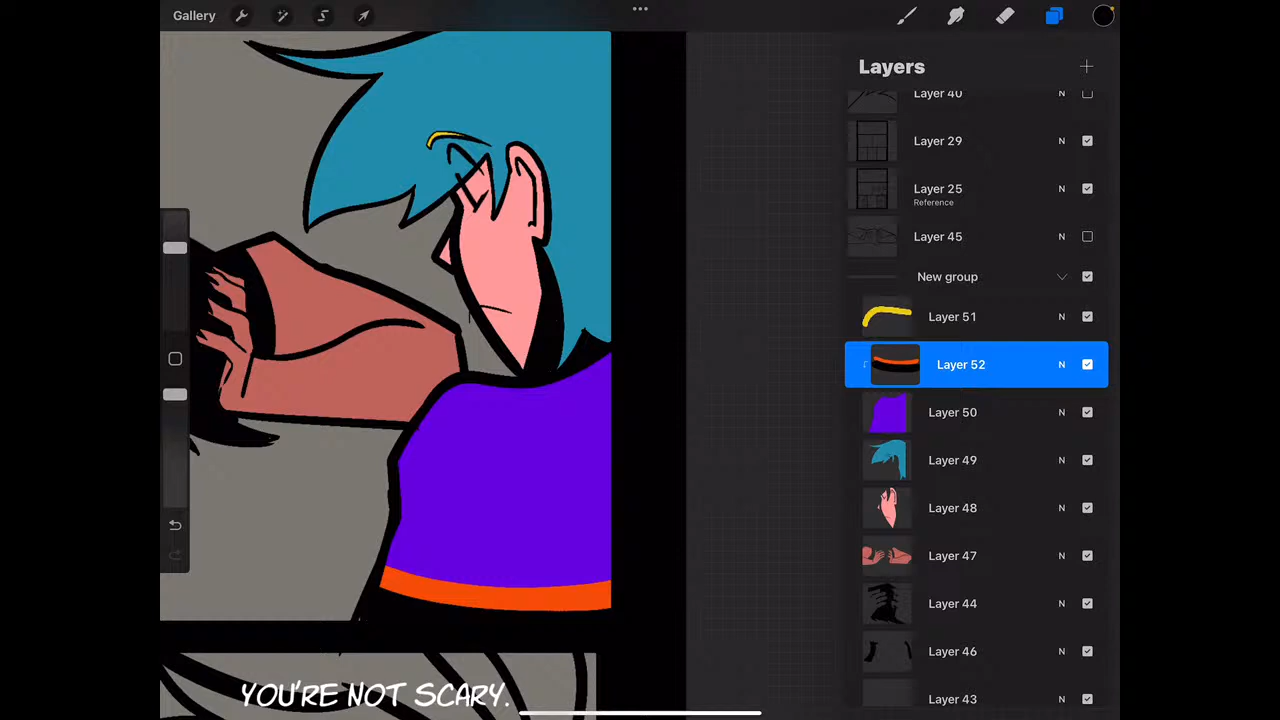 Gallery
Layers
Layer 40
N
Layer 29
N
Layer 25
N
Reference
Layer 45
N
New group
Layer 51
N
Layer 52
N
Layer 50
N
Layer 49
N
Layer 48
N
Layer 47
N
Layer 44
N
Layer 46
N
Layer 43
N
YOU'RE NOT SCARY.